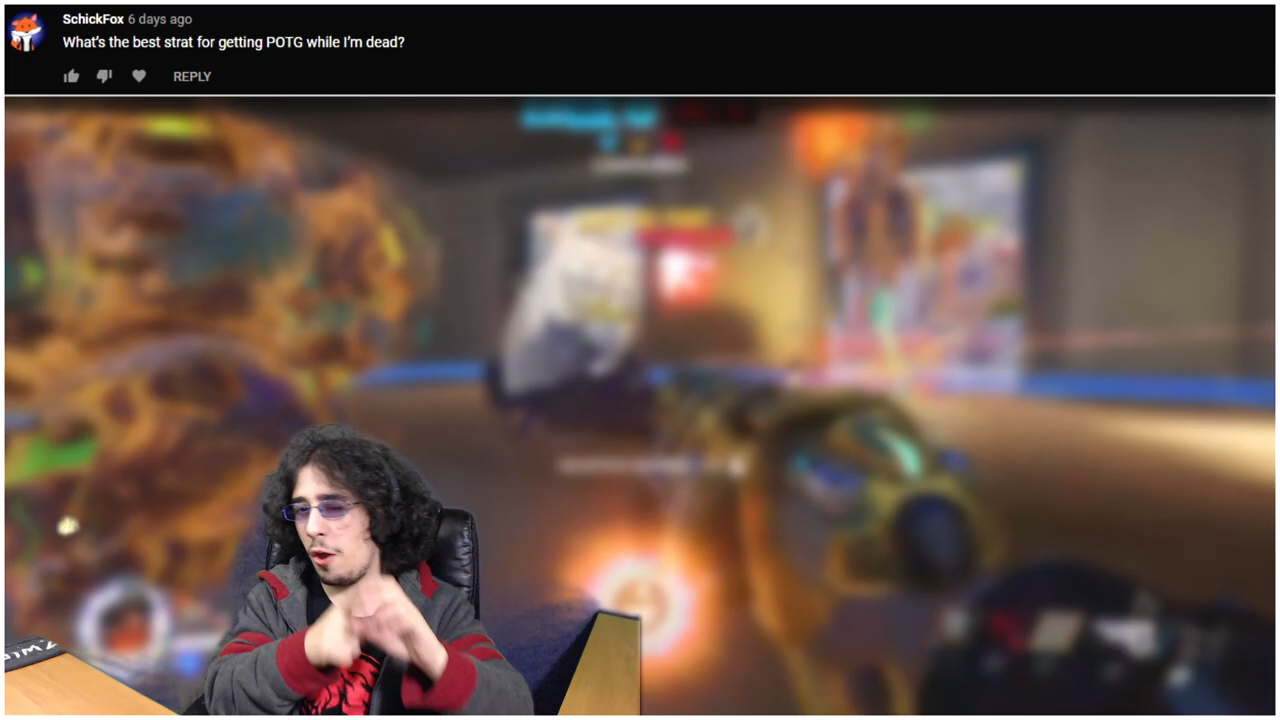 SchickFox 6 days ago
What's the best strat for getting POTG while I'm dead?
REPLY